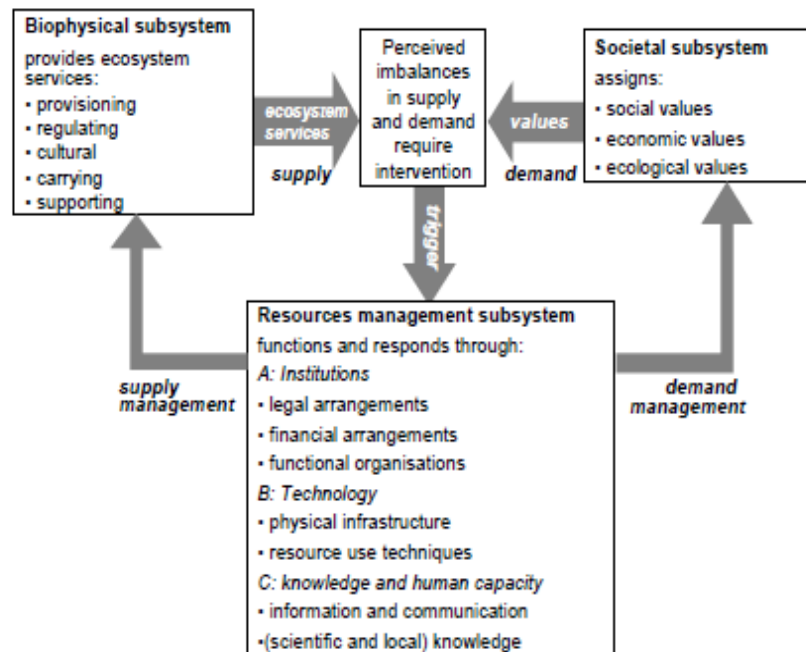 Biophysical subsystem
provides ecosystem
services:
▪ provisioning
▪ regulating
▪ cultural
▪ carrying
▪ supporting
ecosystem
services
supply
Perceived
imbalances
in supply
and demand
require
intervention
values
demand
Societal subsystem
assigns:
▪ social values
▪ economic values
▪ ecological values
trigger
Resources management subsystem
functions and responds through:
A: Institutions
▪ legal arrangements
▪ financial arrangements
▪ functional organisations
B: Technology
▪ physical infrastructure
▪ resource use techniques
C: knowledge and human capacity
▪ information and communication
▪(scientific and local) knowledge
supply
management
demand
management